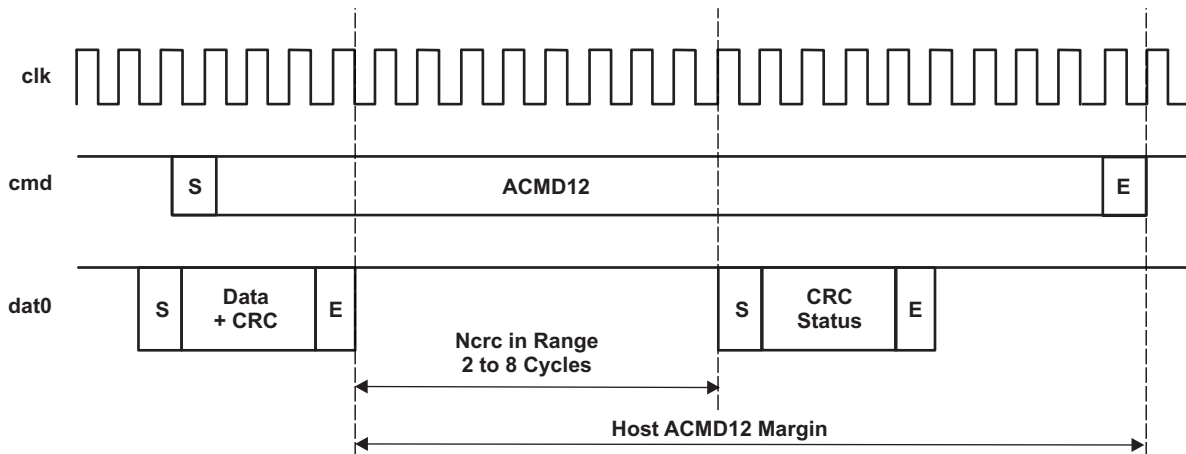 clk
cmd
S
ACMD12
E
dat0
S
Data
+ CRC
E
Ncrc in Range
2 to 8 Cycles
S
CRC
Status
E
Host ACMD12 Margin